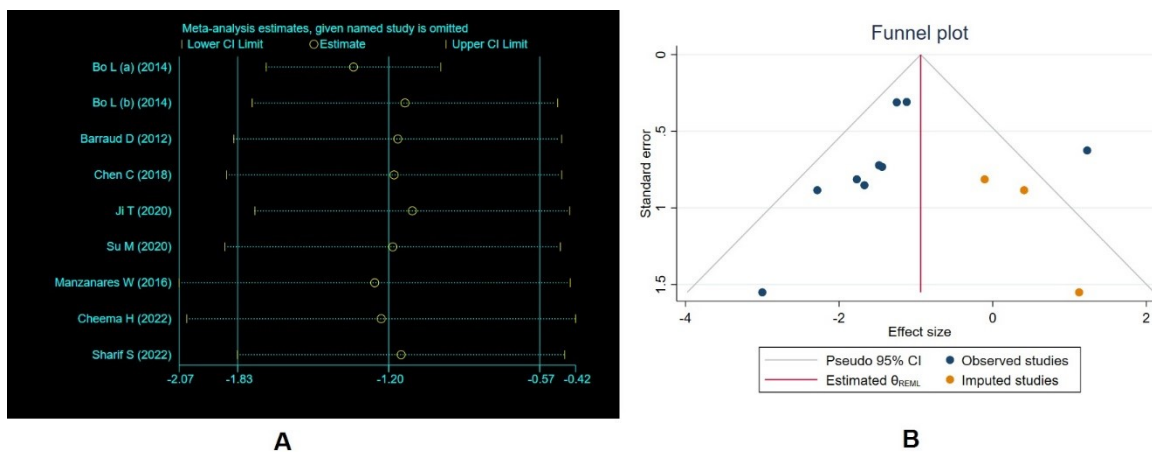 Meta-analysis estimates, given named study is omitted
| Lower CI Limit ○Estimate | Upper CI Limit
Bo L (a) (2014)
Bo L (b) (2014)
Barraud D (2012)
Chen C (2018)
Ji T (2020)
Su M (2020)
Manzanares W (2016)
Cheema H (2022)
Sharif S (2022)
-2.07 -1.83 -1.20 -0.57 -0.42
A
Funnel plot
Standard error
0
.5
1
1.5
-4 -2 0 2
Effect size
Pseudo 95% CI Observed studies
Estimated θREML Imputed studies
B